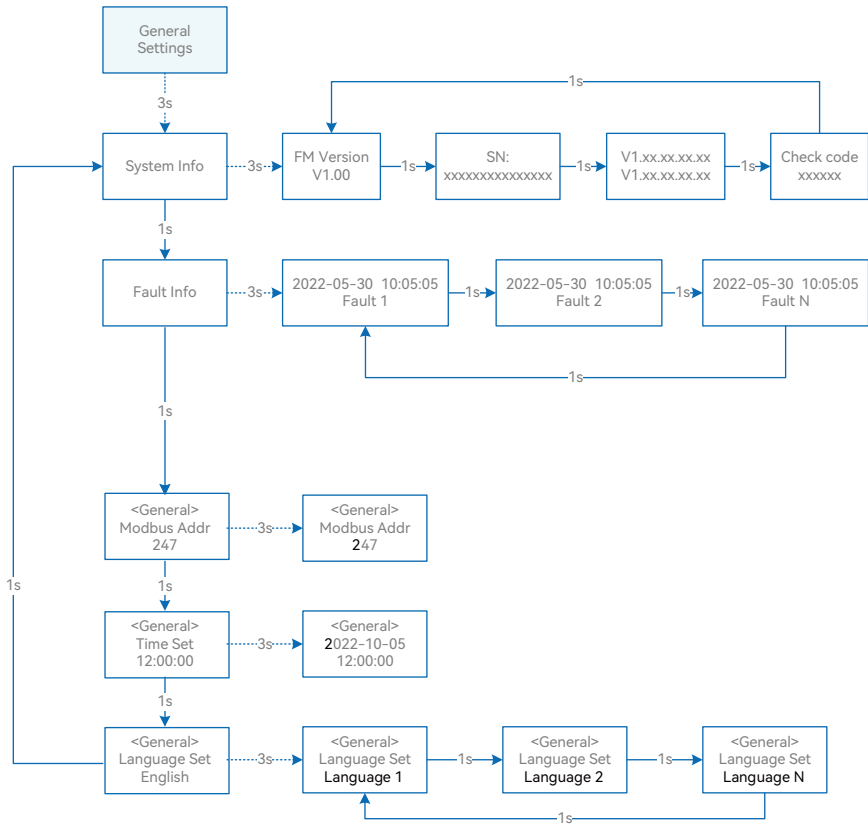 General
Settings
3s
1s
System Info
3s
FM Version
V1.00
1s
SN:
xxxxxxxxxxxxxxxx
1s
V1.xx.xx.xx.xx
V1.xx.xx.xx.xx
1s
Check code
xxxxxx
1s
Fault Info
3s
2022-05-30 10:05:05
Fault 1
1s
2022-05-30 10:05:05
Fault 2
1s
2022-05-30 10:05:05
Fault N
1s
1s
<General>
Modbus Addr
247
3s
<General>
Modbus Addr
247
1s
1s
<General>
Time Set
12:00:00
3s
<General>
2022-10-05
12:00:00
1s
<General>
Language Set
English
3s
<General>
Language Set
Language 1
1s
<General>
Language Set
Language 2
1s
<General>
Language Set
Language N
1s